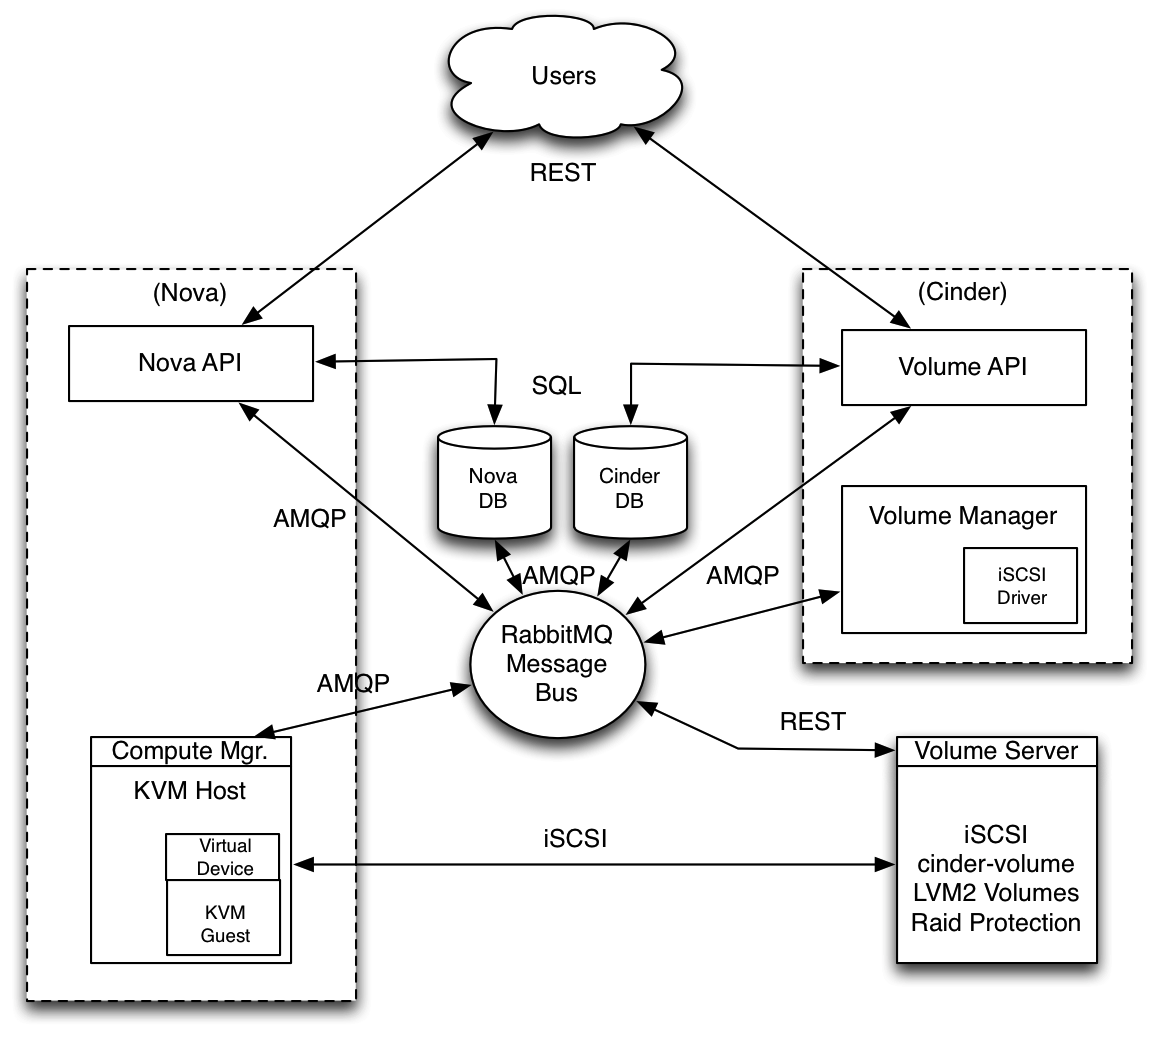 Users
REST
(Nova)
(Cinder)
Nova API
Volume API
SQL
Nova
DB
Cinder
DB
AMQP
Volume Manager
iSCSI
Driver
AMQP
AMQP
RabbitMQ
Message
Bus
AMQP
REST
Compute Mgr.
KVM Host
Virtual
Device
KVM
Guest
iSCSI
Volume Server
iSCSI
cinder-volume
LVM2 Volumes
Raid Protection